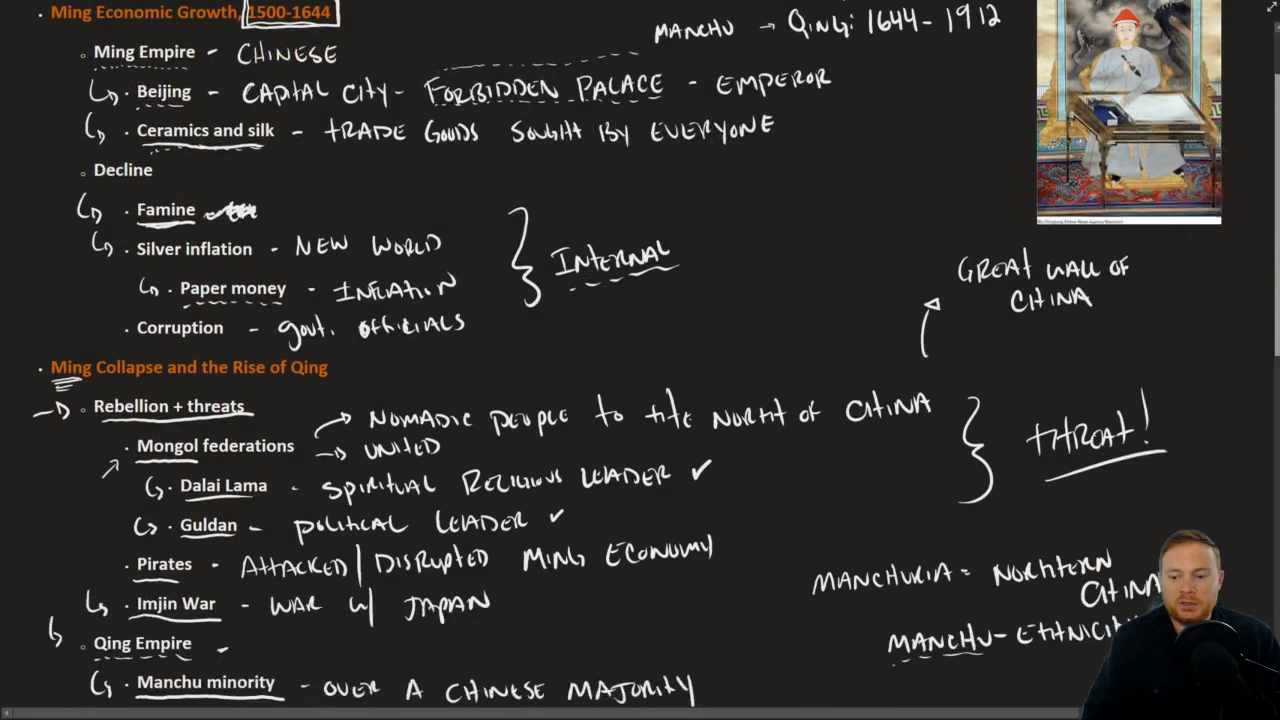 Ming Economic Growth, 1500-1644
MANCHU → QING: 1644 - 1912
Ming Empire - CHINESE
Beijing - CAPITAL CITY - FORBIDDEN PALACE - EMPEROR
Ceramics and silk - TRADE GOODS SOUGHT BY EVERYONE
Decline
Famine
Silver inflation - NEW WORLD
Paper money - INFLATION
Corruption - govt. OFFICIALS
INTERNAL
GREAT WALL OF
CHINA
Ming Collapse and the Rise of Qing
Rebellion + threats
NOMADIC PEOPLE to tHE NORTH OF CHINA
Mongol federations → UNITED
THREAT!
Dalai Lama - SPIRITUAL RELIGIOUS LEADER ✓
Guldan - POLITICAL LEADER ✓
Pirates - ATTACKED | DISRUPTED MING ECONOMY
Imjin War - WAR W/ JAPAN
MANCHURIA = NORTHERN
CHINA
Qing Empire -
MANCHU -
Manchu minority - OVER A CHINESE MAJORITY